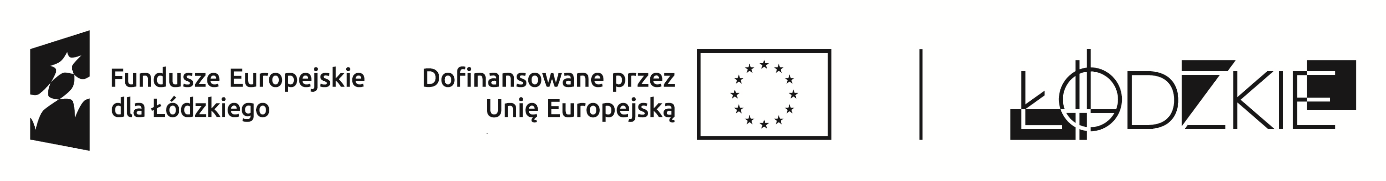 Fundusze Europejskie
dla Łódzkiego
Dofinansowane przez
Unię Europejską
ŁÓDZKIE